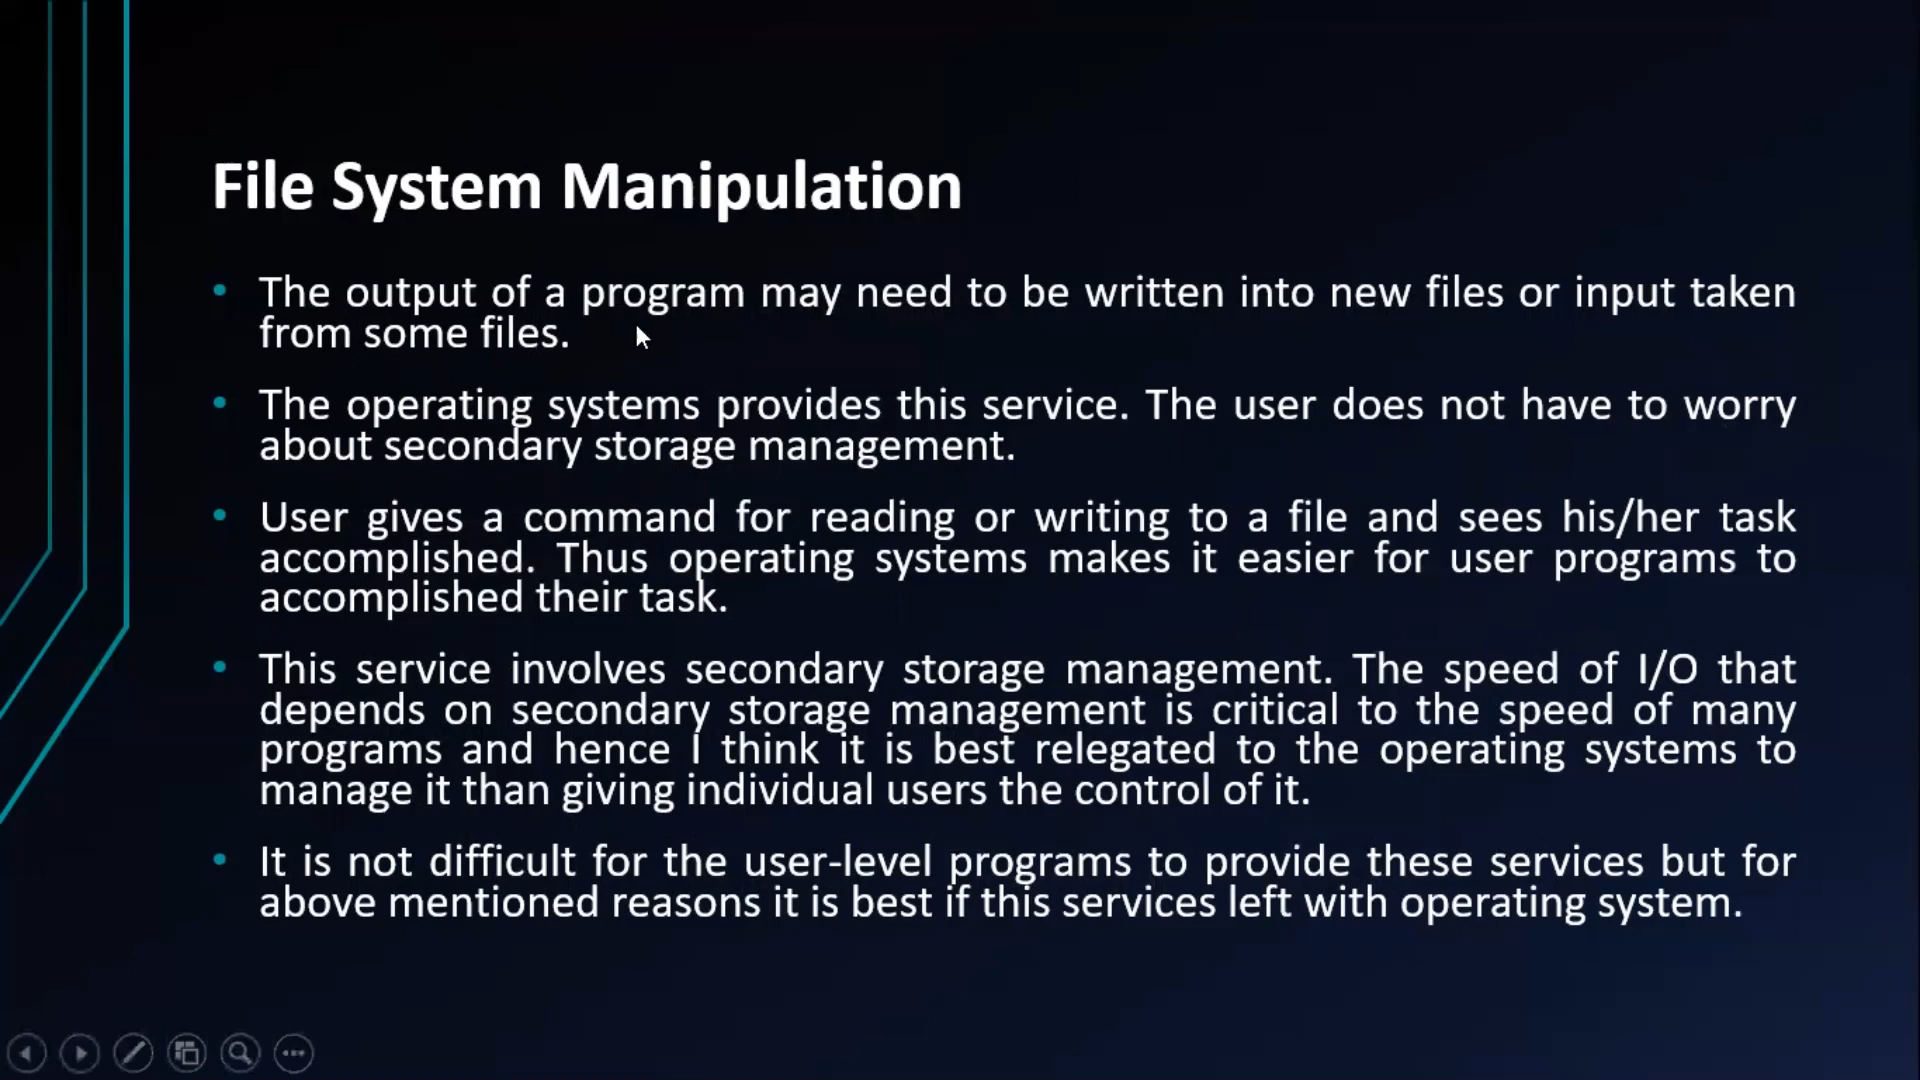 File System Manipulation
• The output of a program may need to be written into new files or input taken
from some files.
• The operating systems provides this service. The user does not have to worry
about secondary storage management.
• User gives a command for reading or writing to a file and sees his/her task
accomplished. Thus operating systems makes it easier for user programs to
accomplished their task.
• This service involves secondary storage management. The speed of I/O that
depends on secondary storage management is critical to the speed of many
programs and hence I think it is best relegated to the operating systems to
manage it than giving individual users the control of it.
• It is not difficult for the user-level programs to provide these services but for
above mentioned reasons it is best if this services left with operating system.